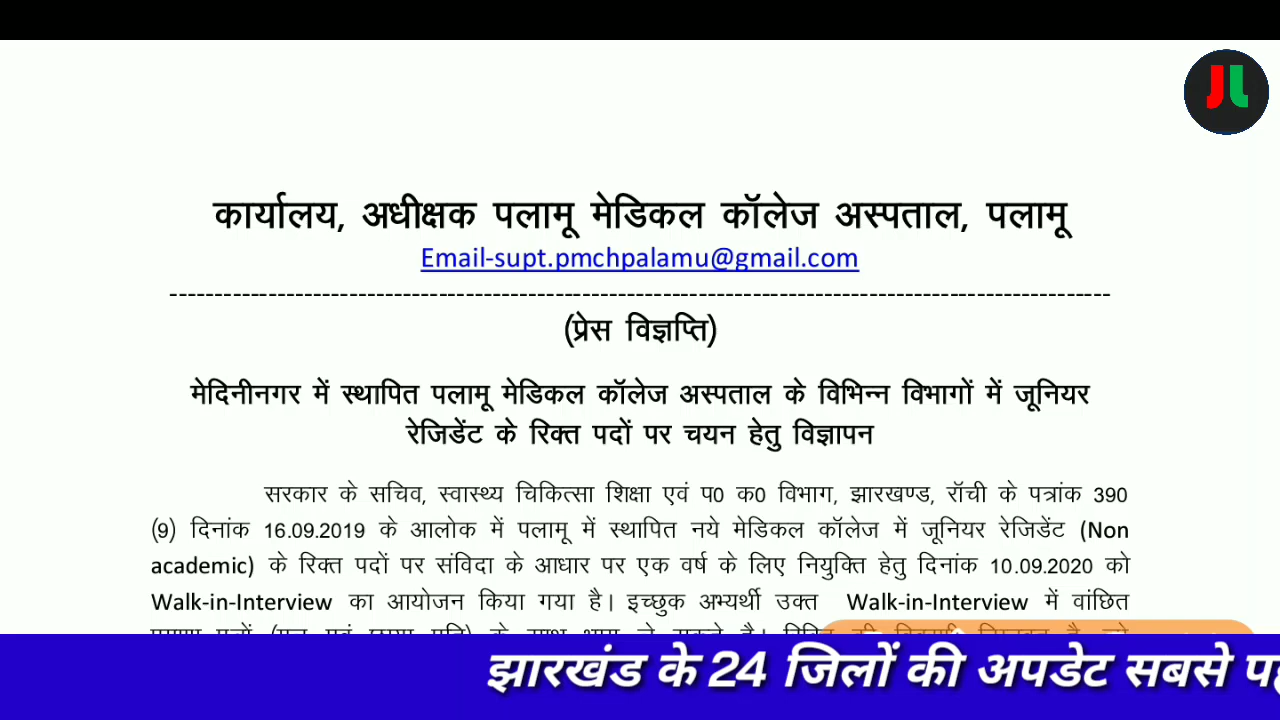 JL
कार्यालय, अधीक्षक पलामू मेडिकल कॉलेज अस्पताल, पलामू
Email-supt.pmchpalamu@gmail.com
(प्रेस विज्ञप्ति)
मेदिनीनगर में स्थापित पलामू मेडिकल कॉलेज अस्पताल के विभिन्न विभागों में जूनियर
रेजिडेंट के रिक्त पदों पर चयन हेतु विज्ञापन
सरकार के सचिव, स्वास्थ्य चिकित्सा शिक्षा एवं प0 क0 विभाग, झारखण्ड, रॉची के पत्रांक 390
(9) दिनांक 16.09.2019 के आलोक में पलामू में स्थापित नये मेडिकल कॉलेज में जूनियर रेजिडेंट (Non
academic) के रिक्त पदों पर संविदा के आधार पर एक वर्ष के लिए नियुक्ति हेतु दिनांक 10.09.2020 को
Walk-in-Interview का आयोजन किया गया है। इच्छुक अभ्यर्थी उक्त Walk-in-Interview में वांछित
झारखंड के 24 जिलों की अपडेट सबसे